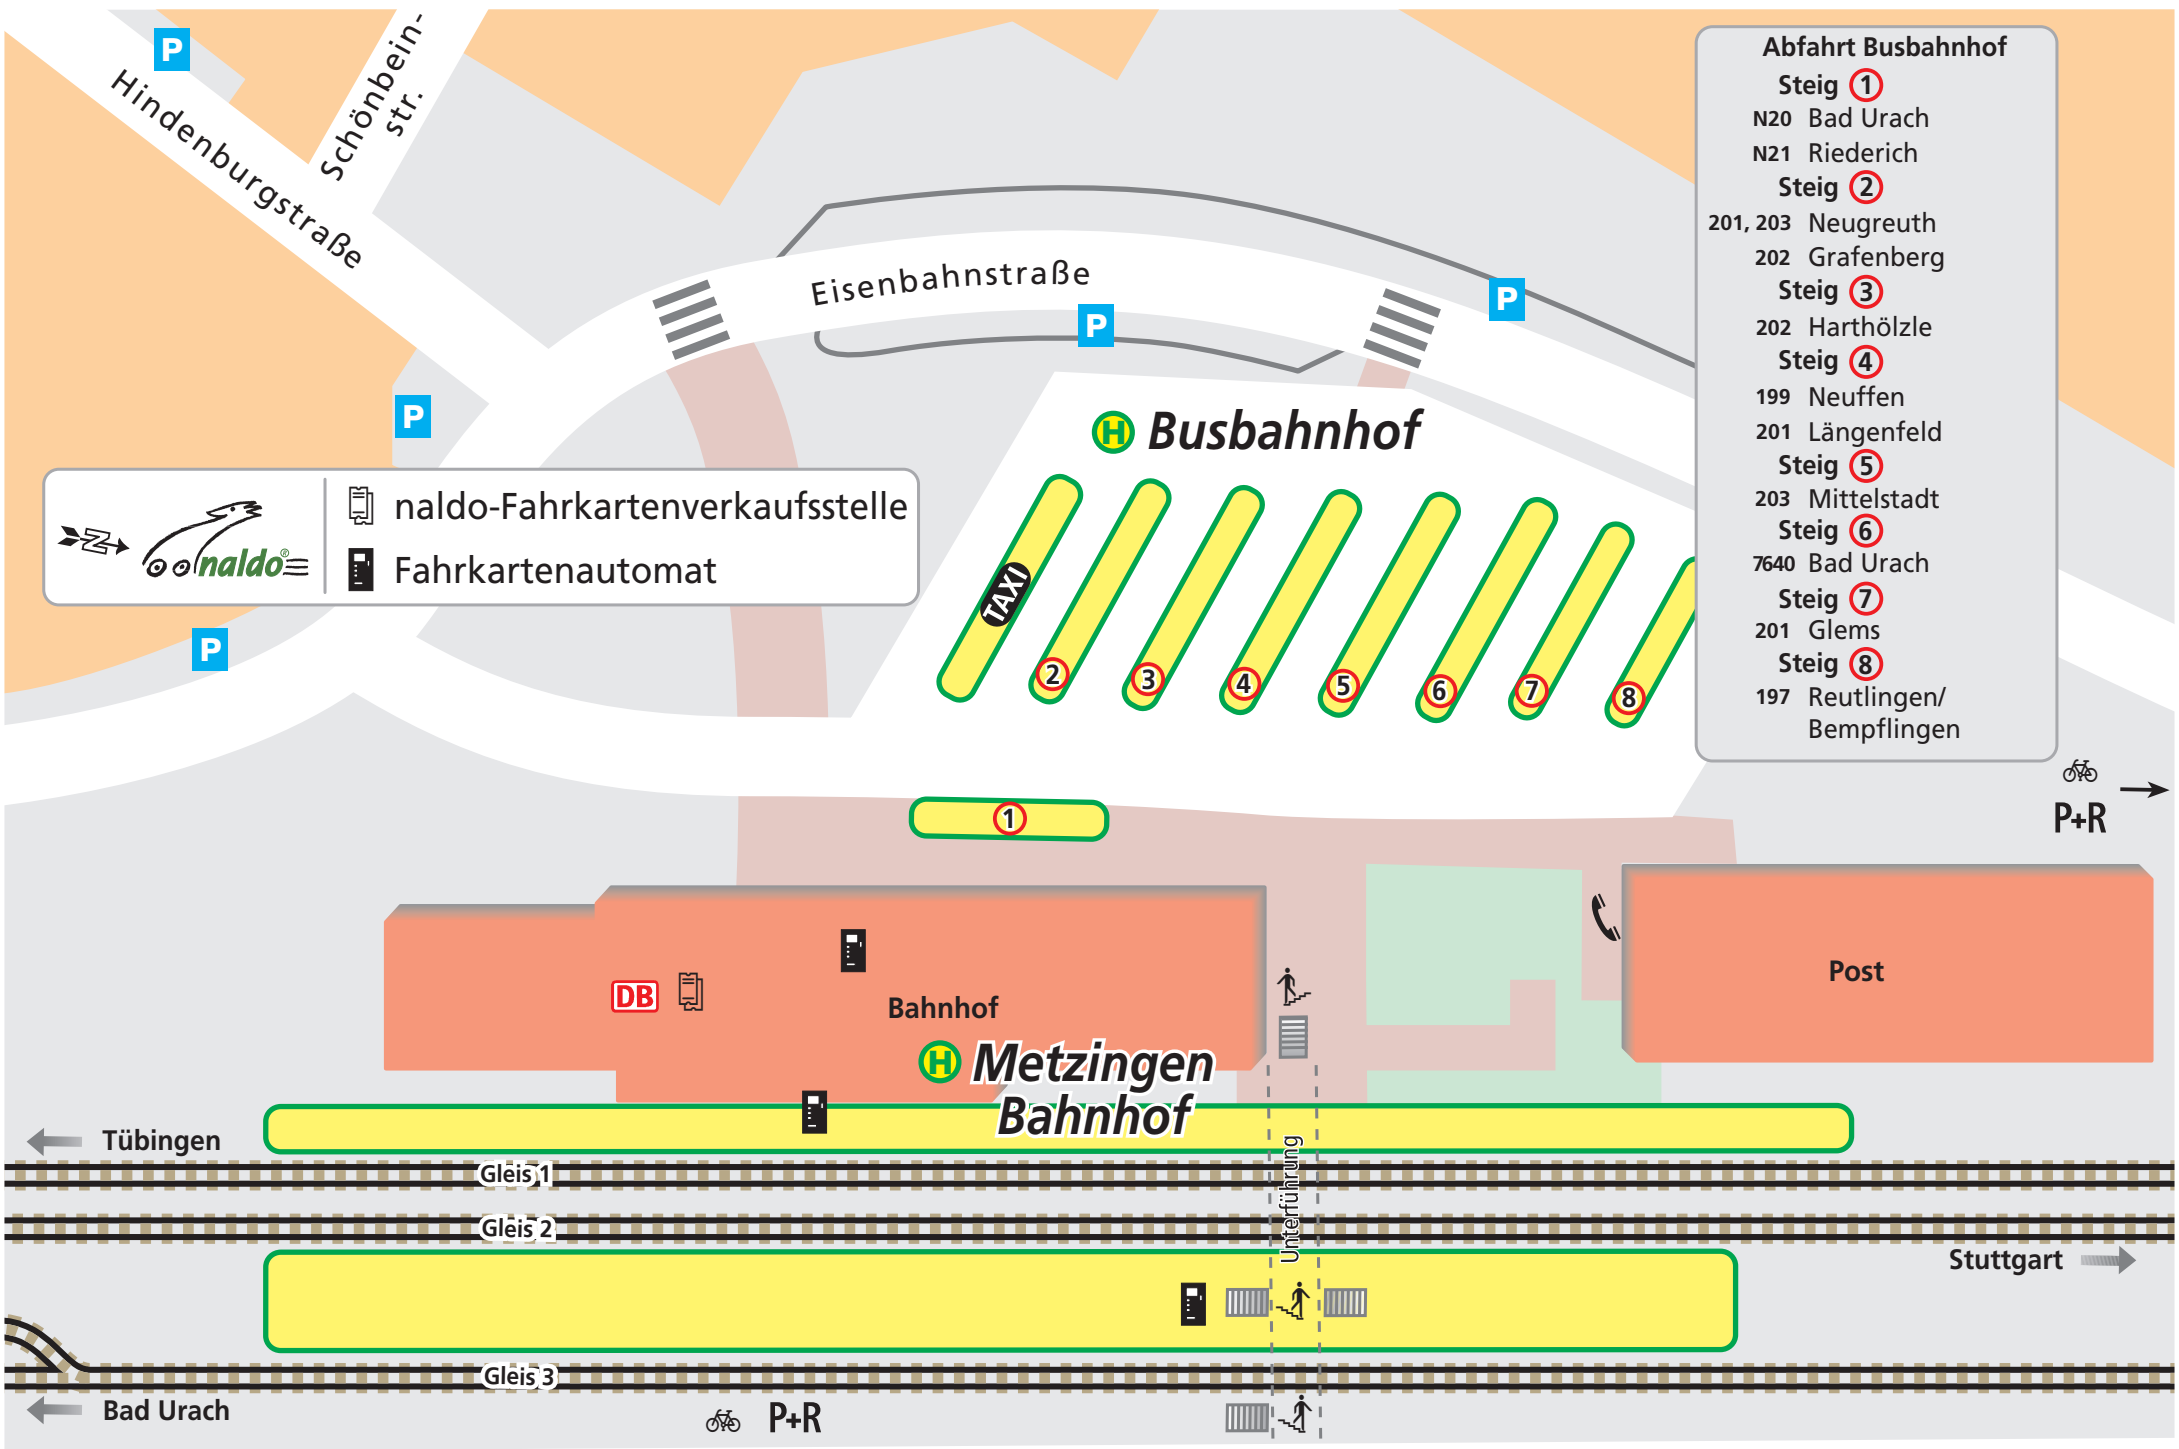 P
Hindenburgstraße
Schönbein-
str.
Eisenbahnstraße
P
P
P
P
Abfahrt Busbahnhof
Steig 1
N20 Bad Urach
N21 Riederich
Steig 2
201, 203 Neugreuth
202 Grafenberg
Steig 3
202 Harthölzle
Steig 4
199 Neuffen
201 Längenfeld
Steig 5
203 Mittelstadt
Steig 6
7640 Bad Urach
Steig 7
201 Glems
Steig 8
197 Reutlingen/
Bempflingen
H Busbahnhof
N
naldo®
naldo-Fahrkartenverkaufsstelle
Fahrkartenautomat
TAXI
2
3
4
5
6
7
8
1
P+R
DB
Bahnhof
Post
H Metzingen
Bahnhof
Tübingen
Gleis 1
Unterführung
Gleis 2
Stuttgart
Gleis 3
Bad Urach
P+R